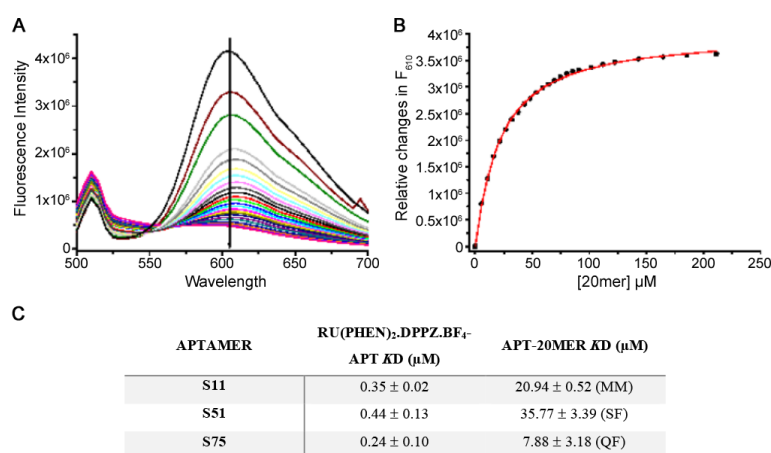 A
B
Fluorescence Intensity
4x10⁶
3x10⁶
2x10⁶
1x10⁶
0
500
550
600
650
700
Wavelength
Relative changes in F₆₁₀
4x10⁶
3.5x10⁶
3x10⁶
2.5x10⁶
2x10⁶
1.5x10⁶
1x10⁶
0.5x10⁶
0
0
50
100
150
200
250
[20mer] µM
C
APTAMER
RU(PHEN)₂.DPPZ.BF₄-
APT KD (µM)
APT-20MER KD (µM)
S11 0.35 ± 0.02 20.94 ± 0.52 (MM)
S51 0.44 ± 0.13 35.77 ± 3.39 (SF)
S75 0.24 ± 0.10 7.88 ± 3.18 (QF)